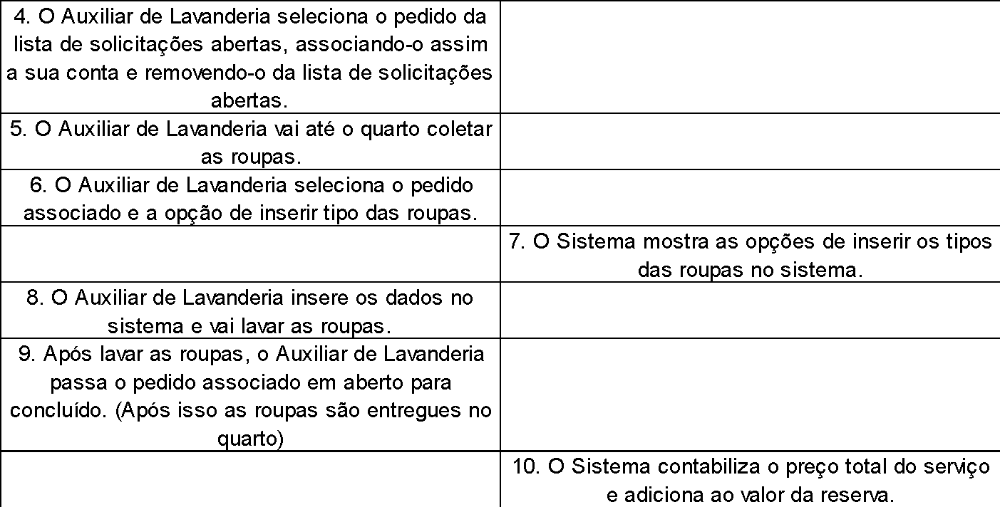 4. O Auxiliar de Lavanderia seleciona o pedido da
lista de solicitações abertas, associando-o assim
a sua conta e removendo-o da lista de solicitações
abertas.
5. O Auxiliar de Lavanderia vai até o quarto coletar
as roupas.
6. O Auxiliar de Lavanderia seleciona o pedido
associado e a opção de inserir tipo das roupas.
7. O Sistema mostra as opções de inserir os tipos
das roupas no sistema.
8. O Auxiliar de Lavanderia insere os dados no
sistema e vai lavar as roupas.
9. Após lavar as roupas, o Auxiliar de Lavanderia
passa o pedido associado em aberto para
concluído. (Após isso as roupas são entregues no
quarto)
10. O Sistema contabiliza o preço total do serviço
e adiciona ao valor da reserva.